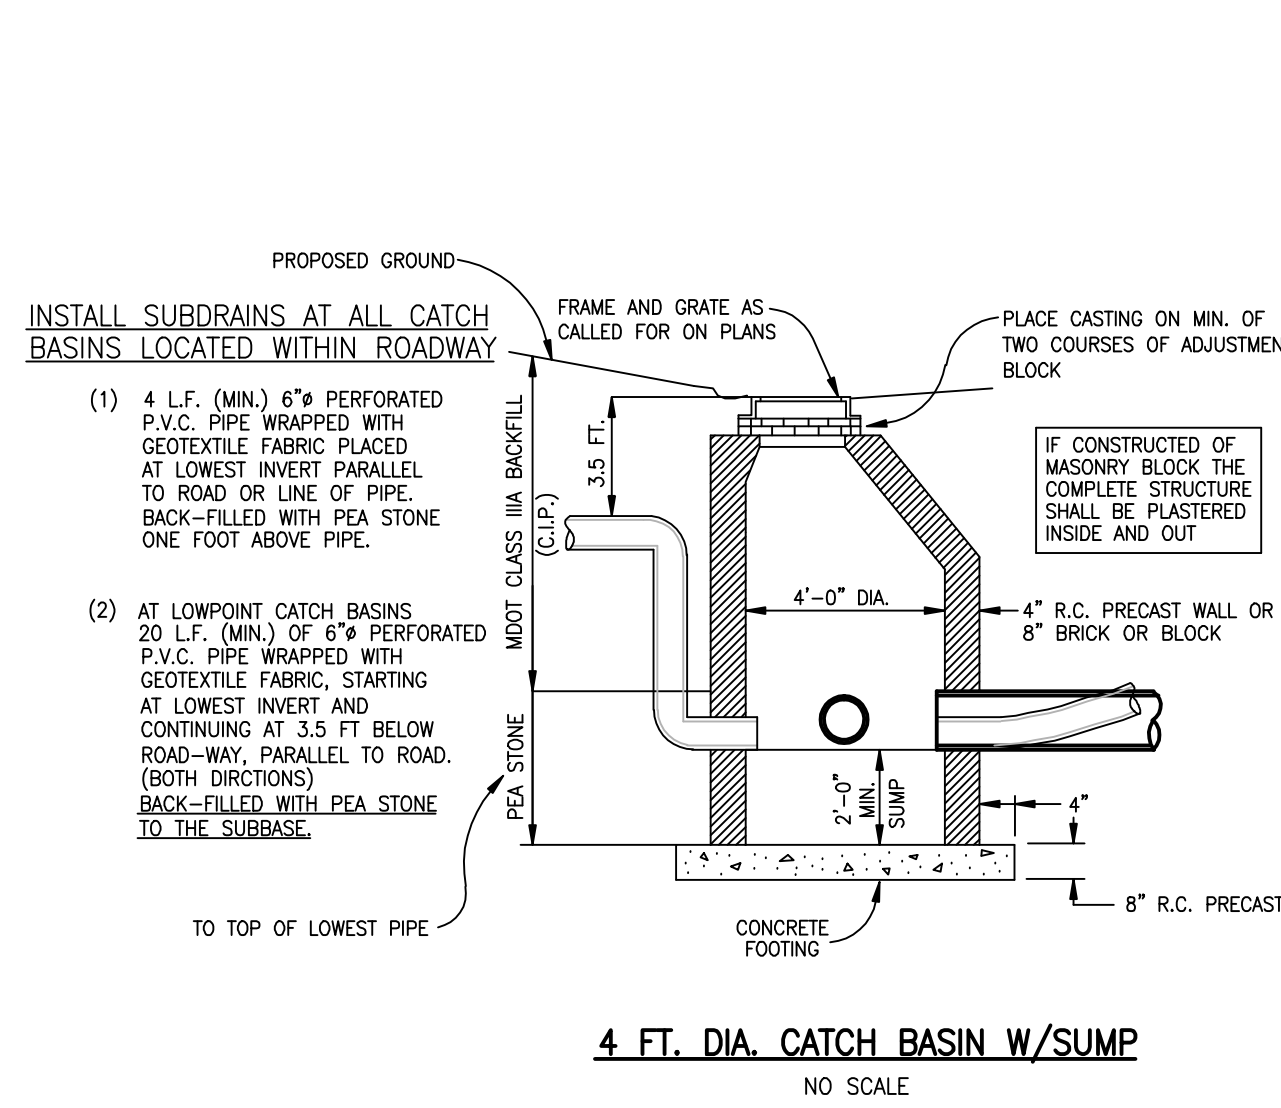 PROPOSED GROUND
INSTALL SUBDRAINS AT ALL CATCH
BASINS LOCATED WITHIN ROADWAY
(1) 4 L.F. (MIN.) 6"ø PERFORATED
P.V.C. PIPE WRAPPED WITH
GEOTEXTILE FABRIC PLACED
AT LOWEST INVERT PARALLEL
TO ROAD OR LINE OF PIPE.
BACK-FILLED WITH PEA STONE
ONE FOOT ABOVE PIPE.
(2) AT LOWPOINT CATCH BASINS
20 L.F. (MIN.) OF 6"ø PERFORATED
P.V.C. PIPE WRAPPED WITH
GEOTEXTILE FABRIC, STARTING
AT LOWEST INVERT AND
CONTINUING AT 3.5 FT BELOW
ROAD-WAY, PARALLEL TO ROAD.
(BOTH DIRCTIONS)
BACK-FILLED WITH PEA STONE
TO THE SUBBASE.
TO TOP OF LOWEST PIPE
FRAME AND GRATE AS
CALLED FOR ON PLANS
PLACE CASTING ON MIN. OF
TWO COURSES OF ADJUSTMEN
BLOCK
MDOT CLASS IIIA BACKFILL
(C.I.P.)
3.5 FT.
PEA STONE
IF CONSTRUCTED OF
MASONRY BLOCK THE
COMPLETE STRUCTURE
SHALL BE PLASTERED
INSIDE AND OUT
4'-0" DIA.
4" R.C. PRECAST WALL OR
8" BRICK OR BLOCK
2'-0"
MIN.
SUMP
4"
8" R.C. PRECAST
CONCRETE
FOOTING
4 FT. DIA. CATCH BASIN W/SUMP
NO SCALE